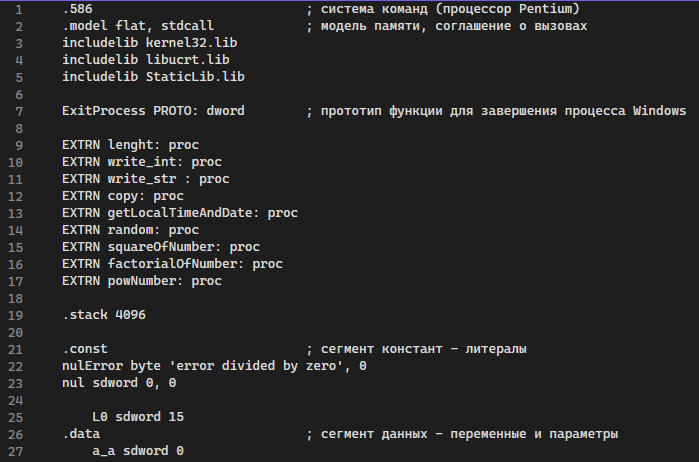 1 .586 ; система команд (процессор Pentium)
2 .model flat, stdcall ; модель памяти, соглашение о вызовах
3 includelib kernel32.lib
4 includelib libucrt.lib
5 includelib StaticLib.lib
6
7 ExitProcess PROTO: dword ; прототип функции для завершения процесса Windows
8
9 EXTRN lenght: proc
10 EXTRN write_int: proc
11 EXTRN write_str : proc
12 EXTRN copy: proc
13 EXTRN getLocalTimeAndDate: proc
14 EXTRN random: proc
15 EXTRN squareOfNumber: proc
16 EXTRN factorialOfNumber: proc
17 EXTRN powNumber: proc
18
19 .stack 4096
20
21 .const ; сегмент констант - литералы
22 nulError byte 'error divided by zero', 0
23 nul sdword 0, 0
24
25 L0 sdword 15
26 .data ; сегмент данных - переменные и параметры
27 a_a sdword 0